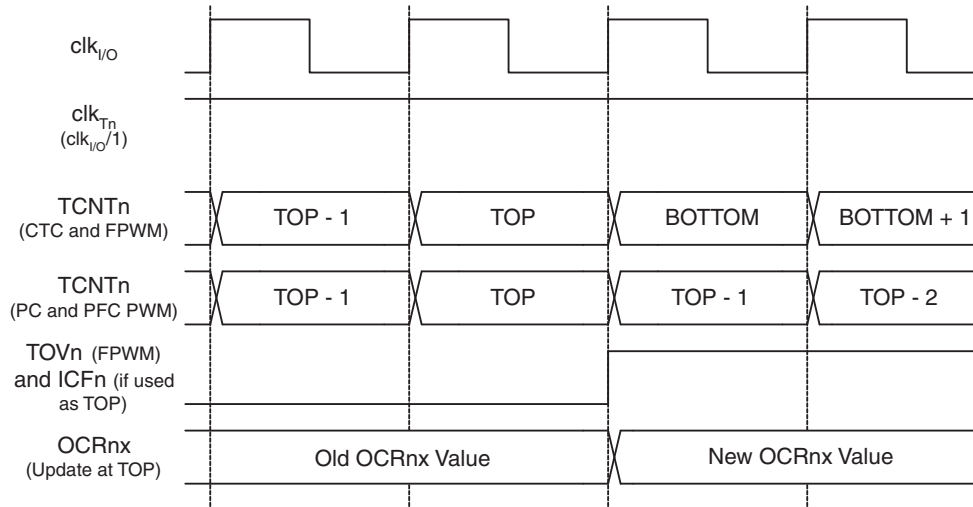 clkI/O
clkTn
(clkI/O/1)
TCNTn
(CTC and FPWM)
TOP - 1 TOP BOTTOM BOTTOM + 1
TCNTn
(PC and PFC PWM)
TOP - 1 TOP TOP - 1 TOP - 2
TOVn (FPWM)
and ICFn (if used
as TOP)
OCRnx
(Update at TOP)
Old OCRnx Value New OCRnx Value